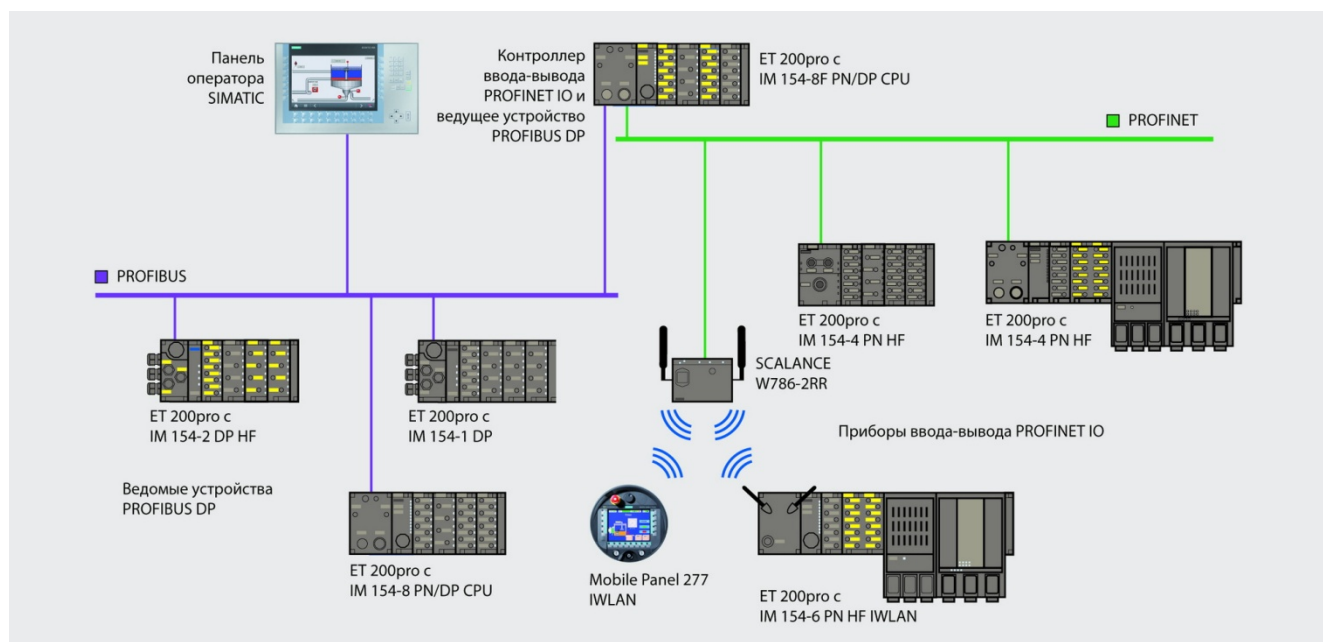 Панель
оператора
SIMATIC
Контроллер
ввода-вывода
PROFINET IO и
ведущее устройство
PROFIBUS DP
ET 200pro с
IM 154-8F PN/DP CPU
PROFINET
PROFIBUS
ET 200pro с
IM 154-2 DP HF
ET 200pro с
IM 154-1 DP
ET 200pro с
IM 154-4 PN HF
ET 200pro с
IM 154-4 PN HF
SCALANCE
W786-2RR
Приборы ввода-вывода PROFINET IO
Ведомые устройства
PROFIBUS DP
ET 200pro с
IM 154-8 PN/DP CPU
Mobile Panel 277
IWLAN
ET 200pro с
IM 154-6 PN HF IWLAN